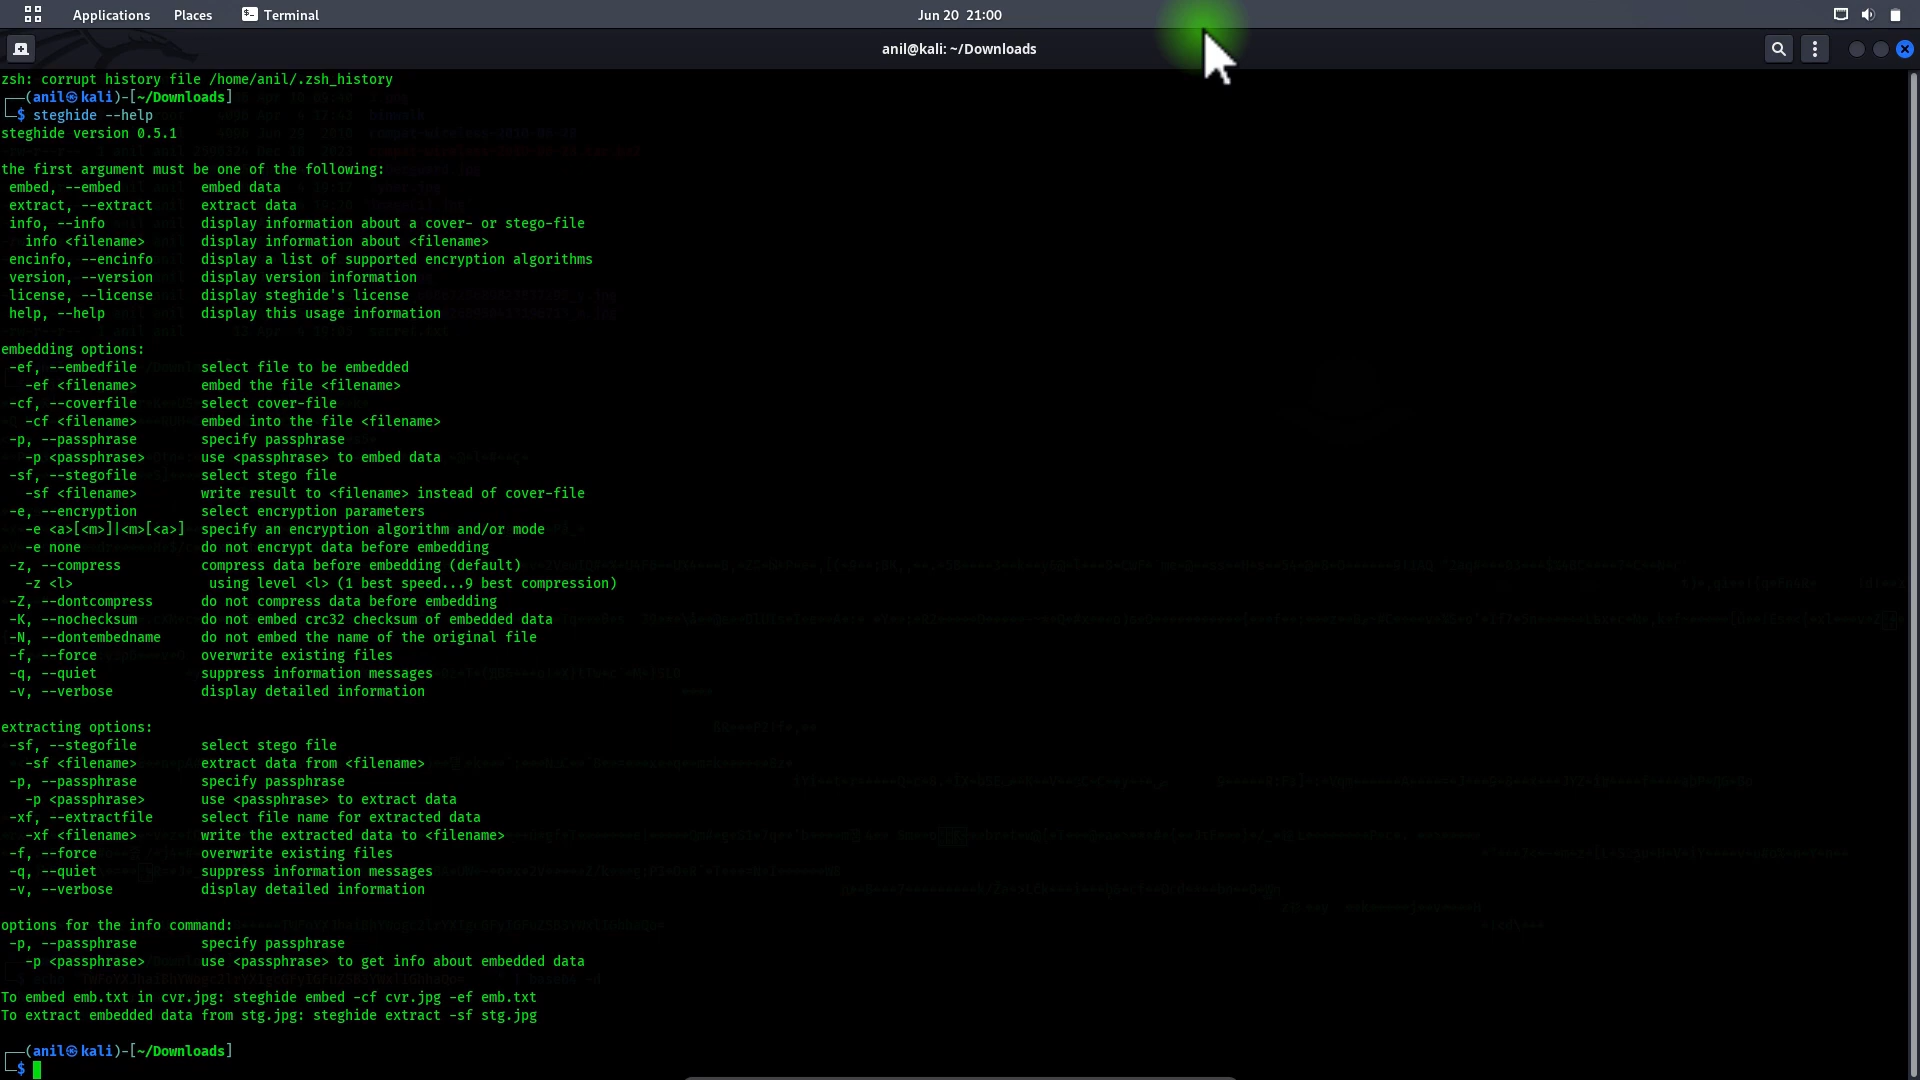 Applications Places Terminal Jun 20 21:00
anil@kali: ~/Downloads
zsh: corrupt history file /home/anil/.zsh_history
┌──(anil㉿kali)-[~/Downloads]
└─$ steghide --help
steghide version 0.5.1
the first argument must be one of the following:
embed, --embed embed data
extract, --extract extract data
info, --info display information about a cover- or stego-file
info <filename> display information about <filename>
encinfo, --encinfo display a list of supported encryption algorithms
version, --version display version information
license, --license display steghide's license
help, --help display this usage information
embedding options:
-ef, --embedfile select file to be embedded
-ef <filename> embed the file <filename>
-cf, --coverfile select cover-file
-cf <filename> embed into the file <filename>
-p, --passphrase specify passphrase
-p <passphrase> use <passphrase> to embed data
-sf, --stegofile select stego file
-sf <filename> write result to <filename> instead of cover-file
-e, --encryption select encryption parameters
-e <a>[<m>]|<m>[<a>] specify an encryption algorithm and/or mode
-e none do not encrypt data before embedding
-z, --compress compress data before embedding (default)
-z <l> using level <l> (1 best speed...9 best compression)
-Z, --dontcompress do not compress data before embedding
-K, --nochecksum do not embed crc32 checksum of embedded data
-N, --dontembedname do not embed the name of the original file
-f, --force overwrite existing files
-q, --quiet suppress information messages
-v, --verbose display detailed information
extracting options:
-sf, --stegofile select stego file
-sf <filename> extract data from <filename>
-p, --passphrase specify passphrase
-p <passphrase> use <passphrase> to extract data
-xf, --extractfile select file name for extracted data
-xf <filename> write the extracted data to <filename>
-f, --force overwrite existing files
-q, --quiet suppress information messages
-v, --verbose display detailed information
options for the info command:
-p, --passphrase specify passphrase
-p <passphrase> use <passphrase> to get info about embedded data
To embed emb.txt in cvr.jpg: steghide embed -cf cvr.jpg -ef emb.txt
To extract embedded data from stg.jpg: steghide extract -sf stg.jpg
┌──(anil㉿kali)-[~/Downloads]
└─$